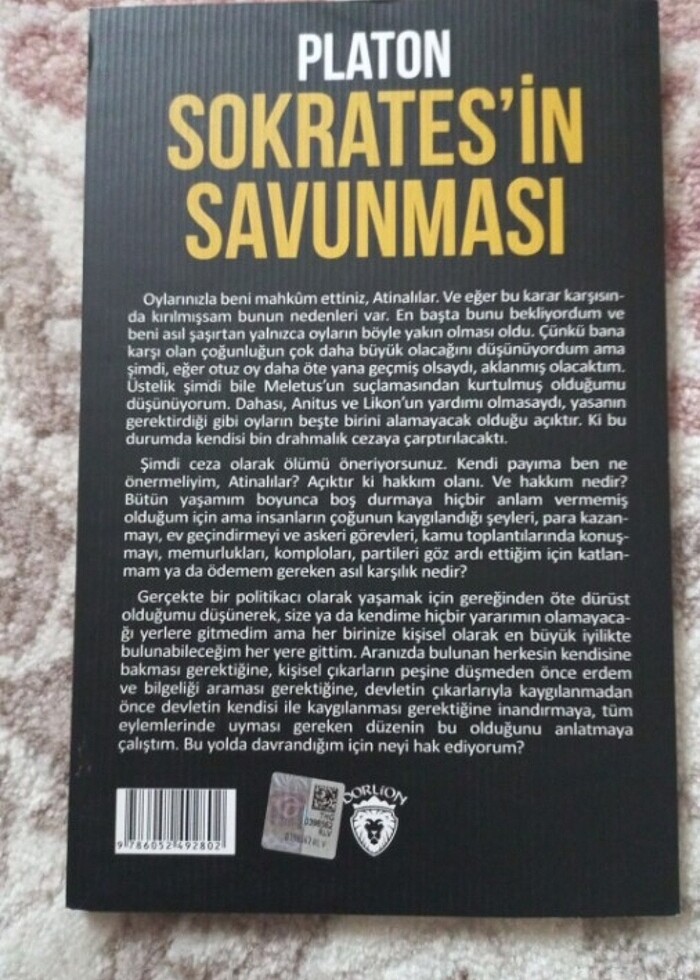 PLATON
SOKRATES'İN
SAVUNMASI
Oylarınızla beni mahkûm ettiniz, Atinalılar. Ve eğer bu karar karşısın-
da kırılmışsam bunun nedenleri var. En başta bunu bekliyordum ve
beni asıl şaşırtan yalnızca oyların böyle yakın olması oldu. Çünkü bana
karşı olan çoğunluğun çok daha büyük olacağını düşünüyordum ama
şimdi, eğer otuz oy daha öte yana geçmiş olsaydı, aklanmış olacaktım.
Üstelik şimdi bile Meletus'un suçlamasından kurtulmuş olduğumu
düşünüyorum. Dahası, Anitus ve Likon'un yardımı olmasaydı, yasanın
gerektirdiği gibi oyların beşte birini alamayacak olduğu açıktır. Ki bu
durumda kendisi bin drahmalık cezaya çarptırılacaktı.
Şimdi ceza olarak ölümü öneriyorsunuz. Kendi payıma ben ne
önermeliyim, Atinalılar? Açıktır ki hakkım olanı. Ve hakkım nedir?
Bütün yaşamım boyunca boş durmaya hiçbir anlam vermemiş
olduğum için ama insanların çoğunun kaygılandığı şeyleri, para kazan-
mayı, ev geçindirmeyi ve askeri görevleri, kamu toplantılarında konuş-
mayı, memurlukları, komploları, partileri göz ardı ettiğim için katlan-
mam ya da ödemem gereken asıl karşılık nedir?
Gerçekte bir politikacı olarak yaşamak için gereğinden öte dürüst
olduğumu düşünerek, size ya da kendime hiçbir yararımın olamayaca-
ğı yerlere gitmedim ama her birinize kişisel olarak en büyük iyilikte
bulunabileceğim her yere gittim. Aranızda bulunan herkesin kendisine
bakması gerektiğine, kişisel çıkarların peşine düşmeden önce erdem
ve bilgeliği araması gerektiğine, devletin çıkarlarıyla kaygılanmadan
önce devletin kendisi ile kaygılanması gerektiğine inandırmaya, tüm
eylemlerinde uyması gereken düzenin bu olduğunu anlatmaya
çalıştım. Bu yolda davrandığım için neyi hak ediyorum?
DORLİON
9 786052 492802